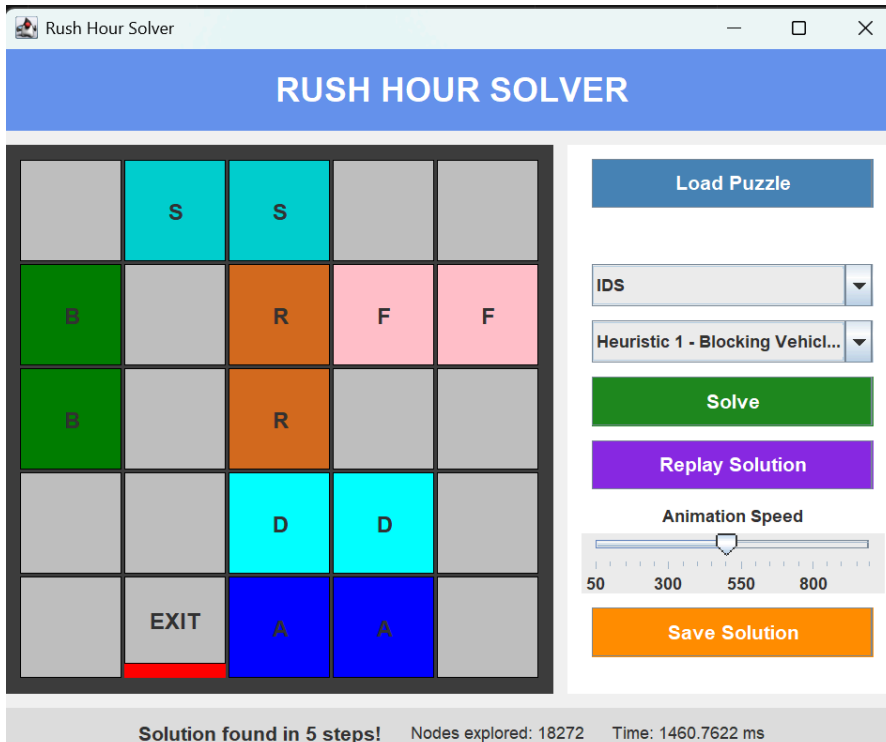 Rush Hour Solver
RUSH HOUR SOLVER
S S
B R F F
B R
D D
EXIT A A
Load Puzzle
IDS
Heuristic 1 - Blocking Vehicl...
Solve
Replay Solution
Animation Speed
50 300 550 800
Save Solution
Solution found in 5 steps! Nodes explored: 18272 Time: 1460.7622 ms